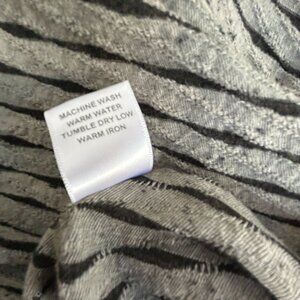 MACHINE WASH
WARM WATER
TUMBLE DRY LOW
WARM IRON